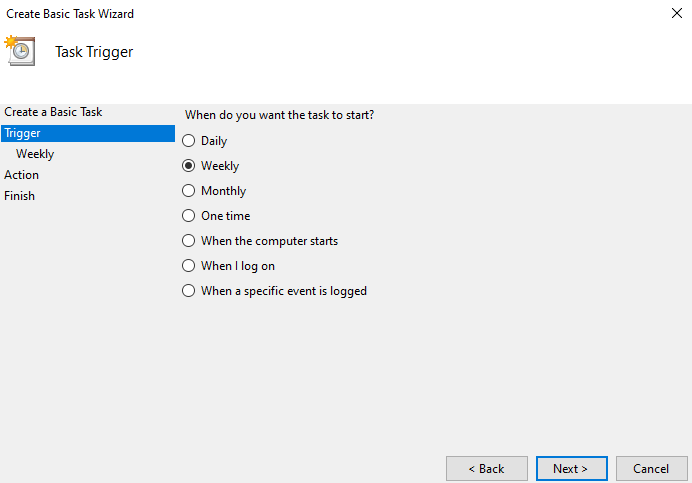 Create Basic Task Wizard
Task Trigger
Create a Basic Task
Trigger
Weekly
Action
Finish
When do you want the task to start?
Daily
Weekly
Monthly
One time
When the computer starts
When I log on
When a specific event is logged
< Back
Next >
Cancel